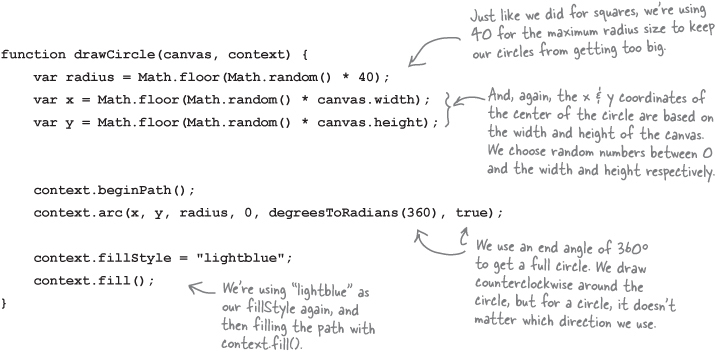 Just like we did for squares, we're using
40 for the maximum radius size to keep
our circles from getting too big.
function drawCircle(canvas, context) {
var radius = Math.floor(Math.random() * 40);
var x = Math.floor(Math.random() * canvas.width);
var y = Math.floor(Math.random() * canvas.height);
And, again, the x & y coordinates of
the center of the circle are based on
the width and height of the canvas.
We choose random numbers between 0
and the width and height respectively.
context.beginPath();
context.arc(x, y, radius, 0, degreesToRadians(360), true);
We use an end angle of 360°
to get a full circle. We draw
counterclockwise around the
circle, but for a circle, it doesn't
matter which direction we use.
context.fillStyle = "lightblue";
context.fill();
We're using "lightblue" as
our fillStyle again, and
then filling the path with
context.fill().
}